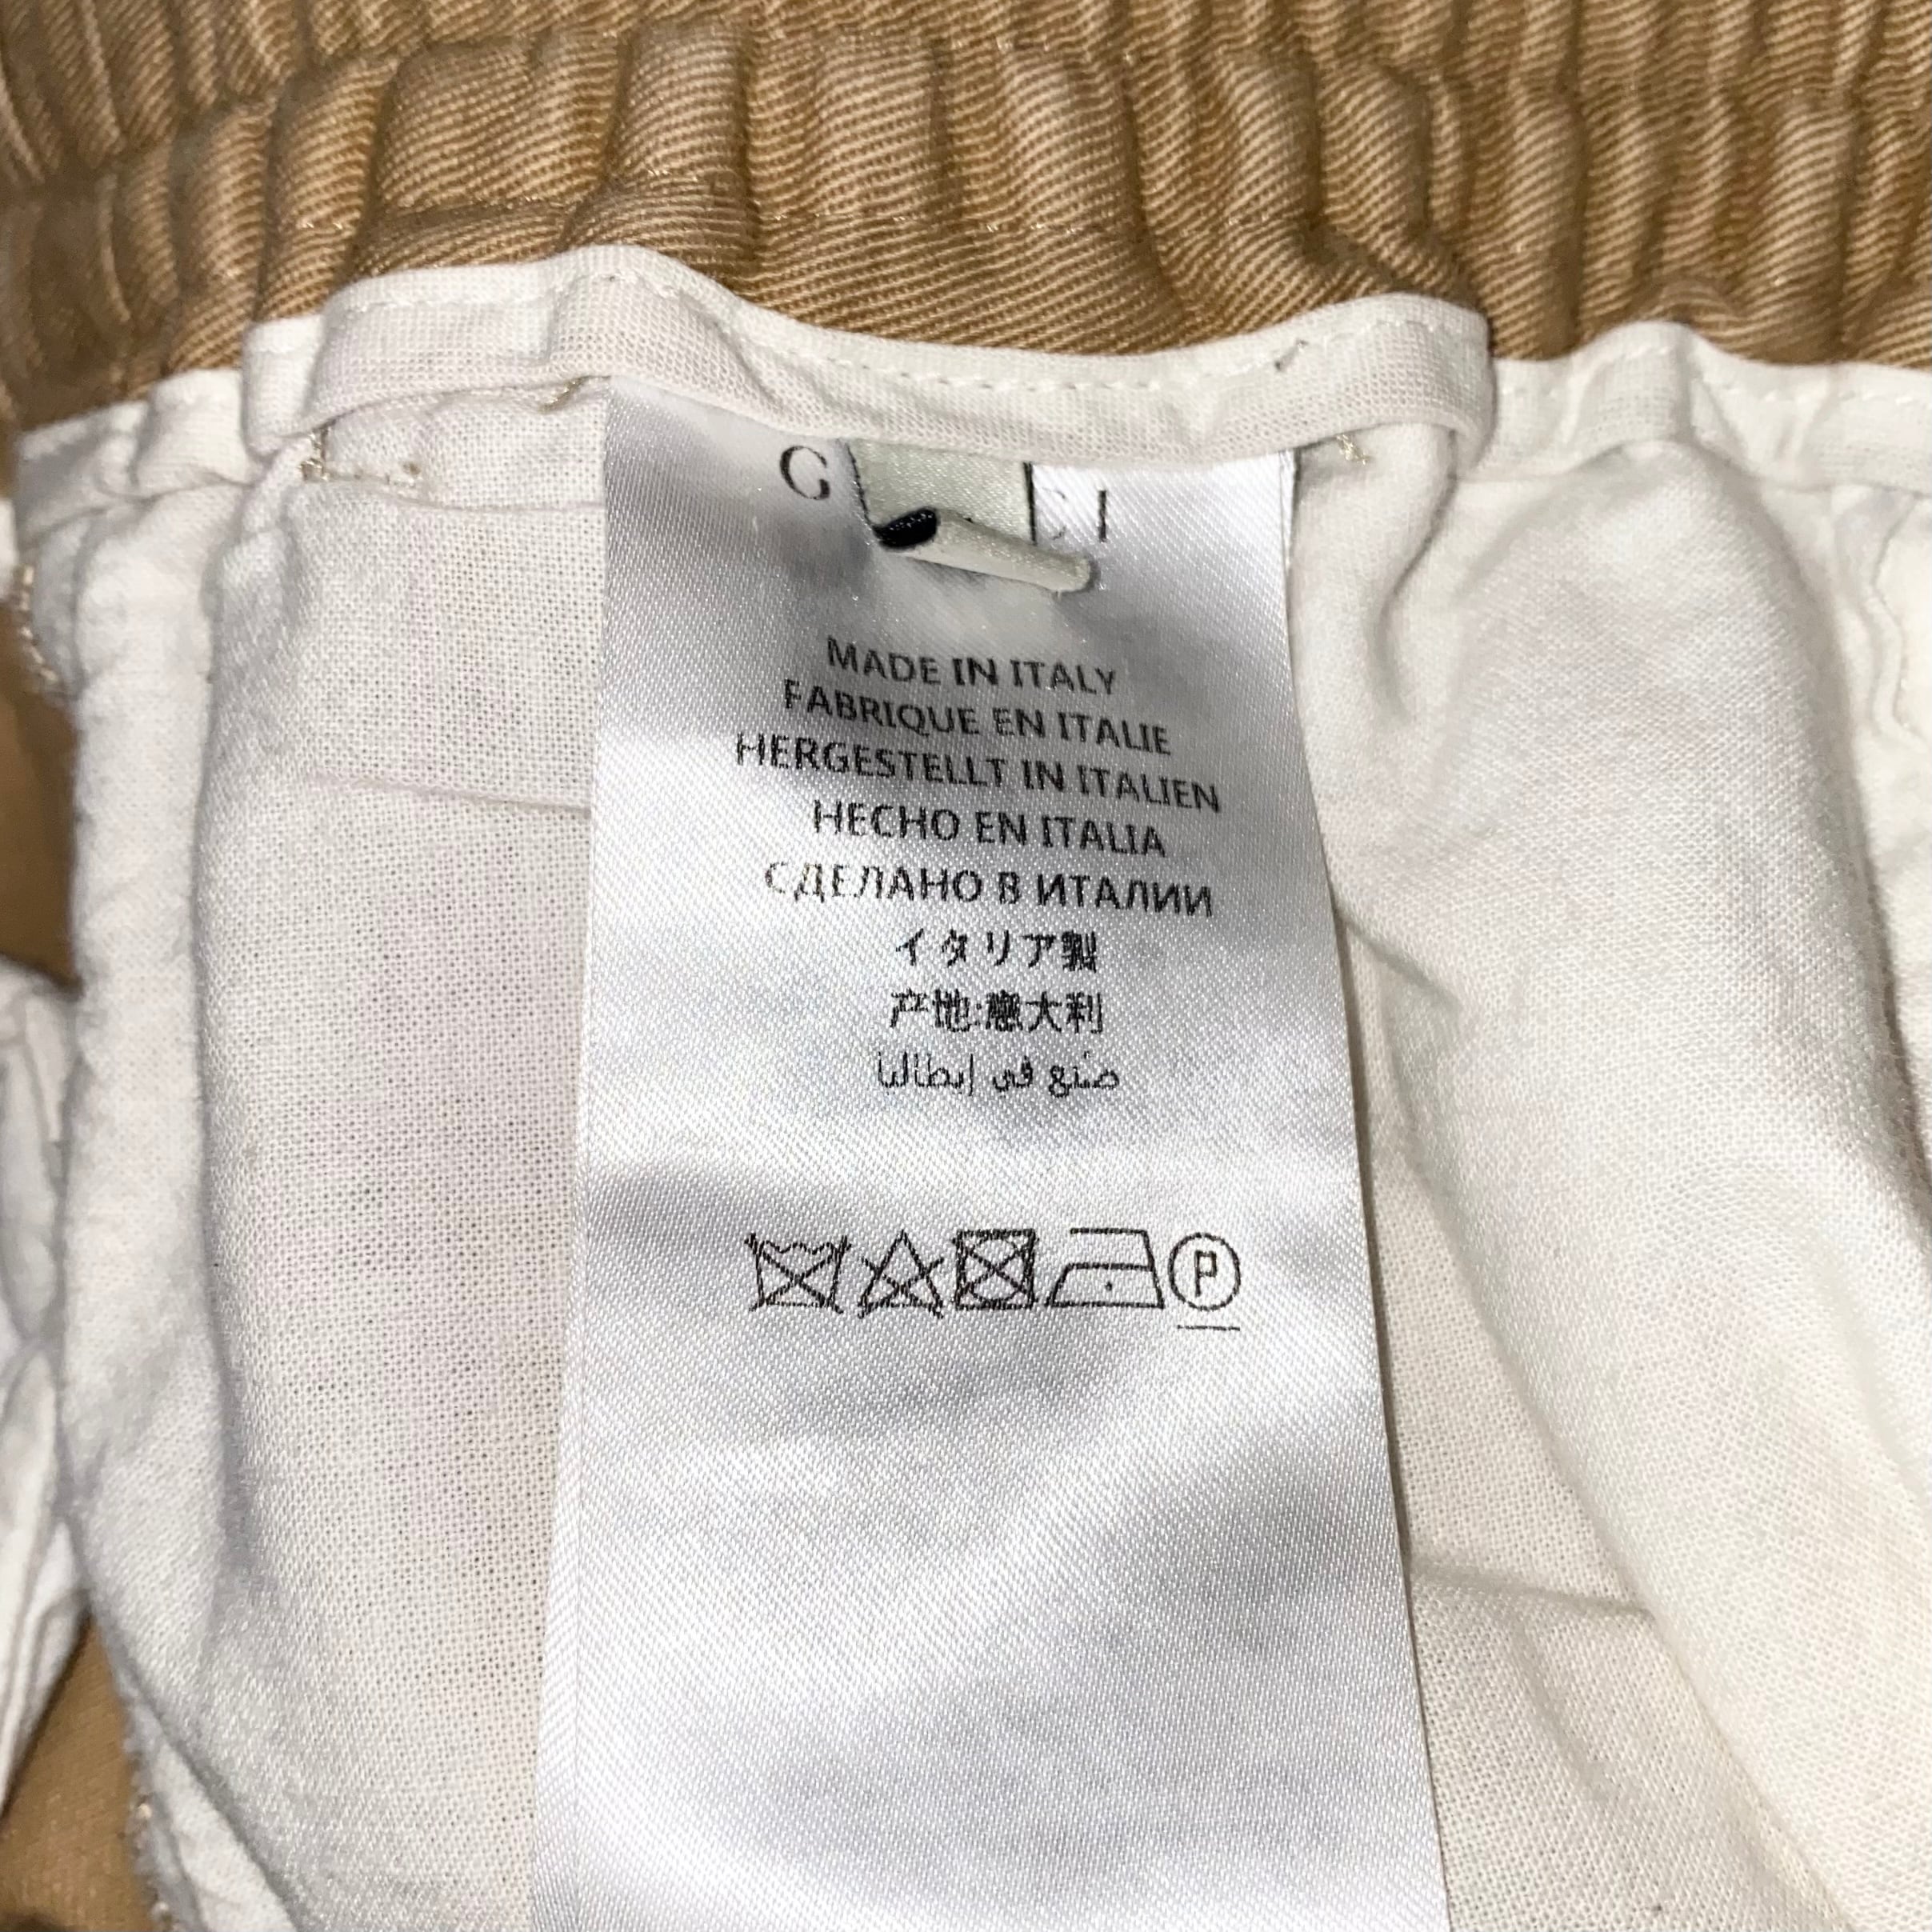 MADE IN ITALY
FABRIQUE EN ITALIE
HERGESTELLT IN ITALIEN
HECHO EN ITALIA
СДЕЛАНО В ИТАЛИИ
イタリア製
产地:意大利
صنع في إيطاليا
P